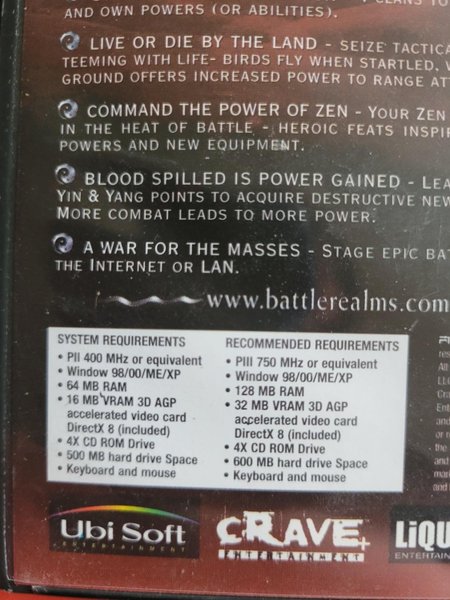 AND OWN POWERS (OR ABILITIES).
LIVE OR DIE BY THE LAND - SEIZE
TEEMING WITH LIFE- BIRDS FLY WHEN STARTLED,
GROUND OFFERS INCREASED POWER TO RANGE
COMMAND THE POWER OF ZEN - YOUR ZEN
IN THE HEAT OF BATTLE - HEROIC FEATS
POWERS AND NEW EQUIPMENT.
BLOOD SPILLED IS POWER GAINED -
YIN & YANG POINTS TO ACQUIRE DESTRUCTIVE NEW
MORE COMBAT LEADS TO MORE POWER.
A WAR FOR THE MASSES - STAGE EPIC
THE INTERNET OR LAN.
www.battlerealms.com
SYSTEM REQUIREMENTS
• PII 400 MHz or equivalent
• Window 98/00/ME/XP
• 64 MB RAM
• 16 MB VRAM 3D AGP
accelerated video card
DirectX 8 (included)
• 4X CD ROM Drive
• 500 MB hard drive Space
• Keyboard and mouse
RECOMMENDED REQUIREMENTS
• PIII 750 MHz or equivalent
• Window 98/00/ME/XP
• 128 MB RAM
• 32 MB VRAM 3D AGP
accelerated video card
DirectX 8 (included)
• 4X CD ROM Drive
• 600 MB hard drive Space
• Keyboard and mouse
Ubi Soft
ENTERTAINMENT
CRAVE
ENTERTAINMENT